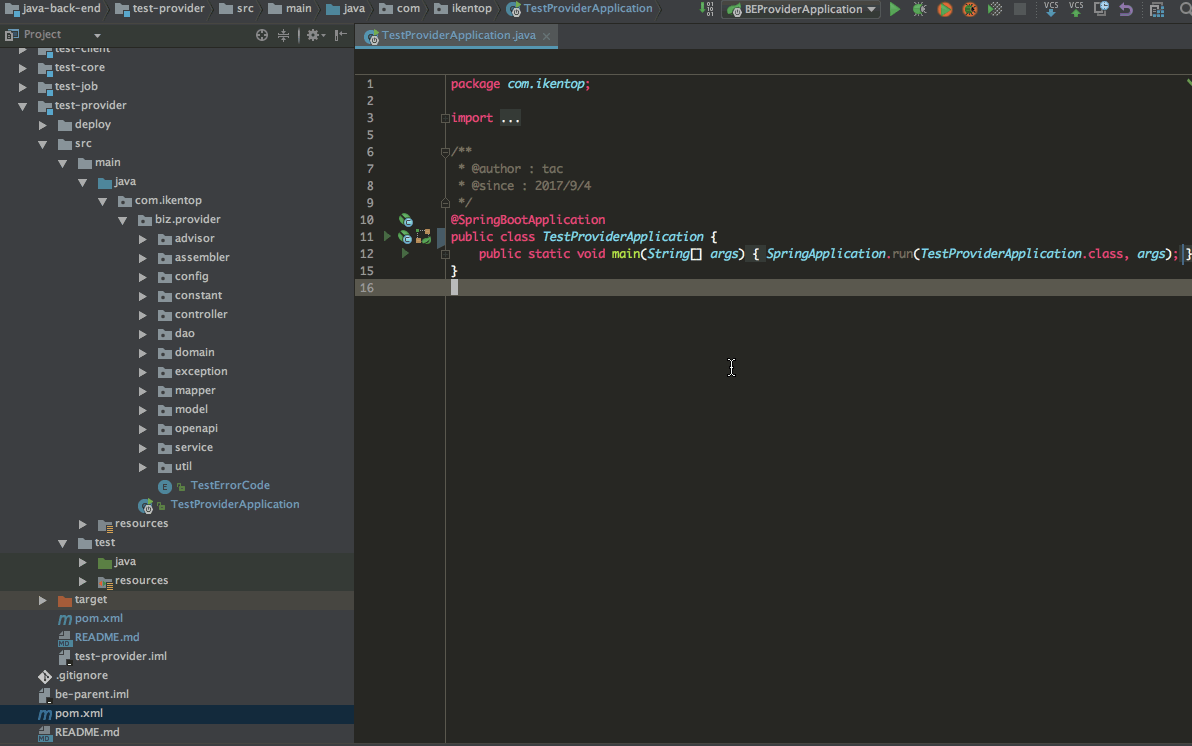 java-back-end test-provider src main java com ikentop TestProviderApplication BEProviderApplication VCS VCS
Project
TestProviderApplication.java
test-client
test-core
test-job
test-provider
deploy
src
main
java
com.ikentop
biz.provider
advisor
assembler
config
constant
controller
dao
domain
exception
mapper
model
openapi
service
util
TestErrorCode
TestProviderApplication
resources
test
java
resources
target
pom.xml
README.md
test-provider.iml
.gitignore
be-parent.iml
pom.xml
README.md
1 package com.ikentop;
2
3 import ...
5
6 /**
7 * @author : tac
8 * @since : 2017/9/4
9 */
10 @SpringBootApplication
11 public class TestProviderApplication {
12 public static void main(String[] args) { SpringApplication.run(TestProviderApplication.class, args); }
15 }
16